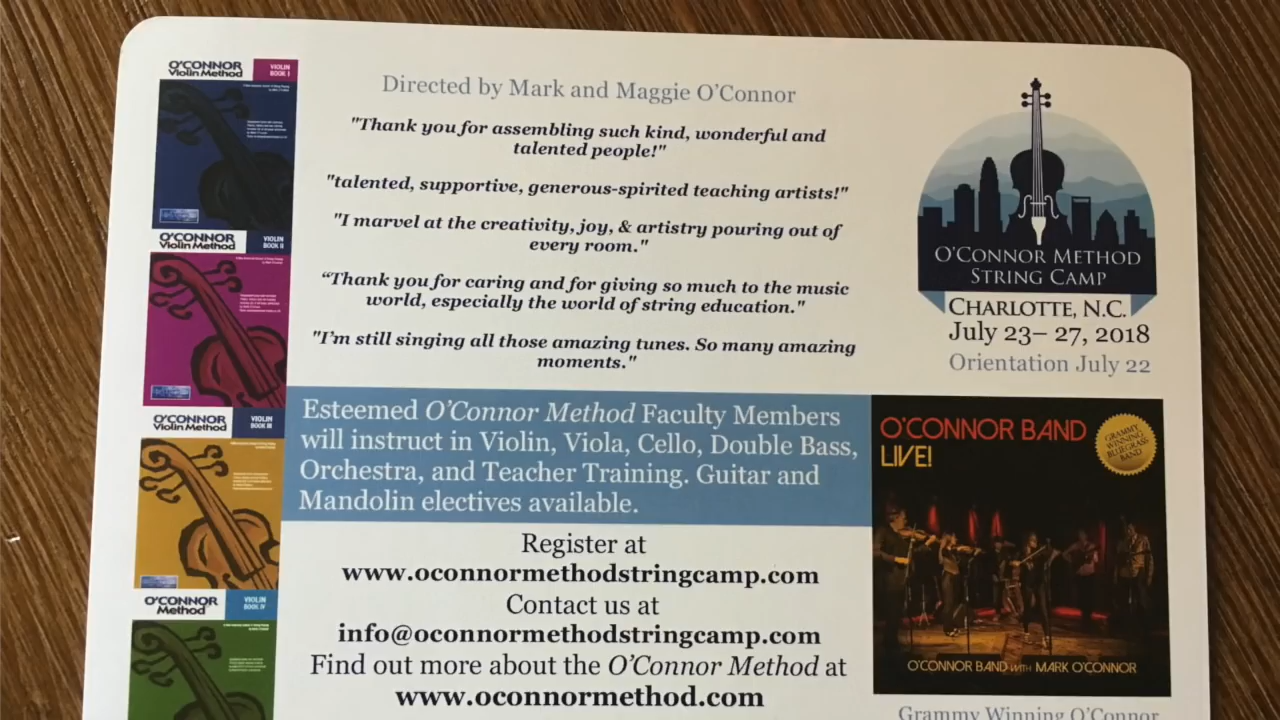 O'CONNOR
Violin Method
VIOLIN
BOOK I
O'CONNOR
Violin Method
VIOLIN
BOOK II
O'CONNOR
Violin Method
VIOLIN
BOOK III
O'CONNOR
Method
VIOLIN
BOOK IV
Directed by Mark and Maggie O'Connor
"Thank you for assembling such kind, wonderful and
talented people!"
"talented, supportive, generous-spirited teaching artists!"
"I marvel at the creativity, joy, & artistry pouring out of
every room."
“Thank you for caring and for giving so much to the music
world, especially the world of string education."
"I'm still singing all those amazing tunes. So many amazing
moments."
O'CONNOR METHOD
STRING CAMP
CHARLOTTE, N.C.
July 23– 27, 2018
Orientation July 22
Esteemed O'Connor Method Faculty Members
will instruct in Violin, Viola, Cello, Double Bass,
Orchestra, and Teacher Training. Guitar and
Mandolin electives available.
Register at
www.oconnormethodstringcamp.com
Contact us at
info@oconnormethodstringcamp.com
Find out more about the O'Connor Method at
www.oconnormethod.com
O'CONNOR BAND
LIVE!
GRAMMY
WINNING
BLUEGRASS
BAND
O'CONNOR BAND WITH MARK O'CONNOR
Grammy Winning O'Connor